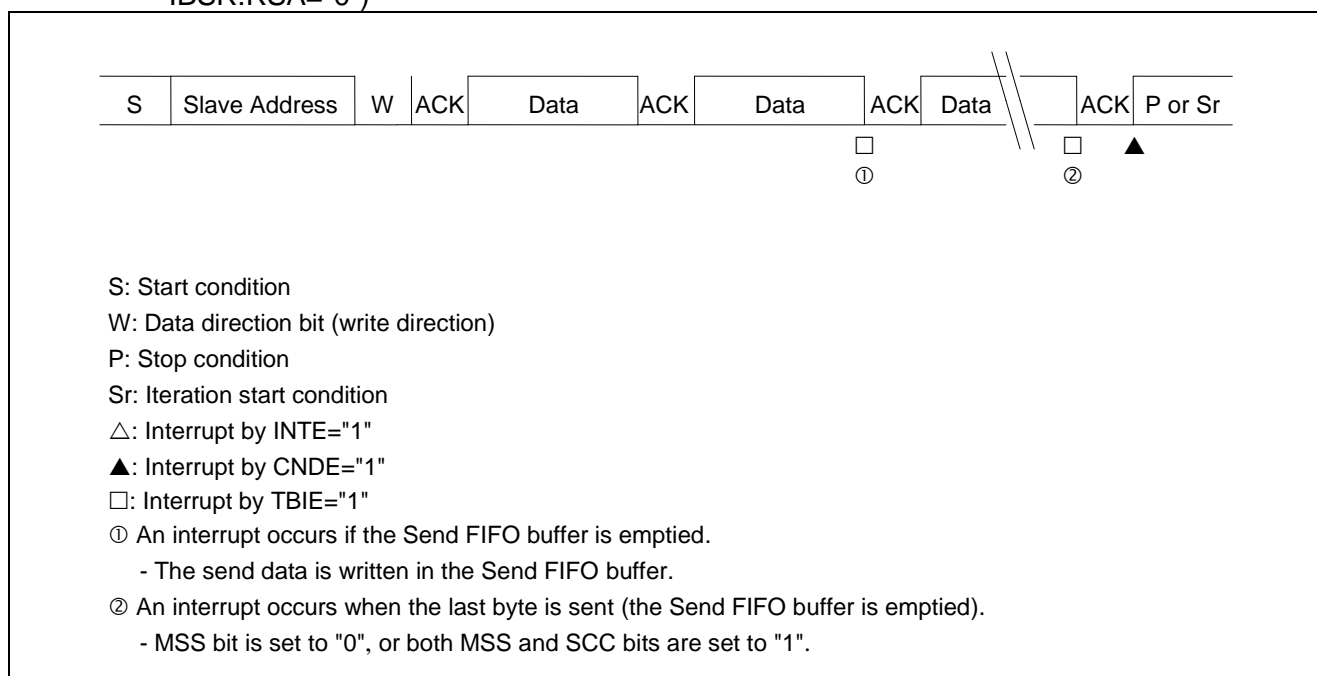 IBSR:RSA="0")
S Slave Address W ACK Data ACK Data ACK Data ACK P or Sr
□ □ ▲
① ②
S: Start condition
W: Data direction bit (write direction)
P: Stop condition
Sr: Iteration start condition
△: Interrupt by INTE="1"
▲: Interrupt by CNDE="1"
□: Interrupt by TBIE="1"
① An interrupt occurs if the Send FIFO buffer is emptied.
- The send data is written in the Send FIFO buffer.
② An interrupt occurs when the last byte is sent (the Send FIFO buffer is emptied).
- MSS bit is set to "0", or both MSS and SCC bits are set to "1".